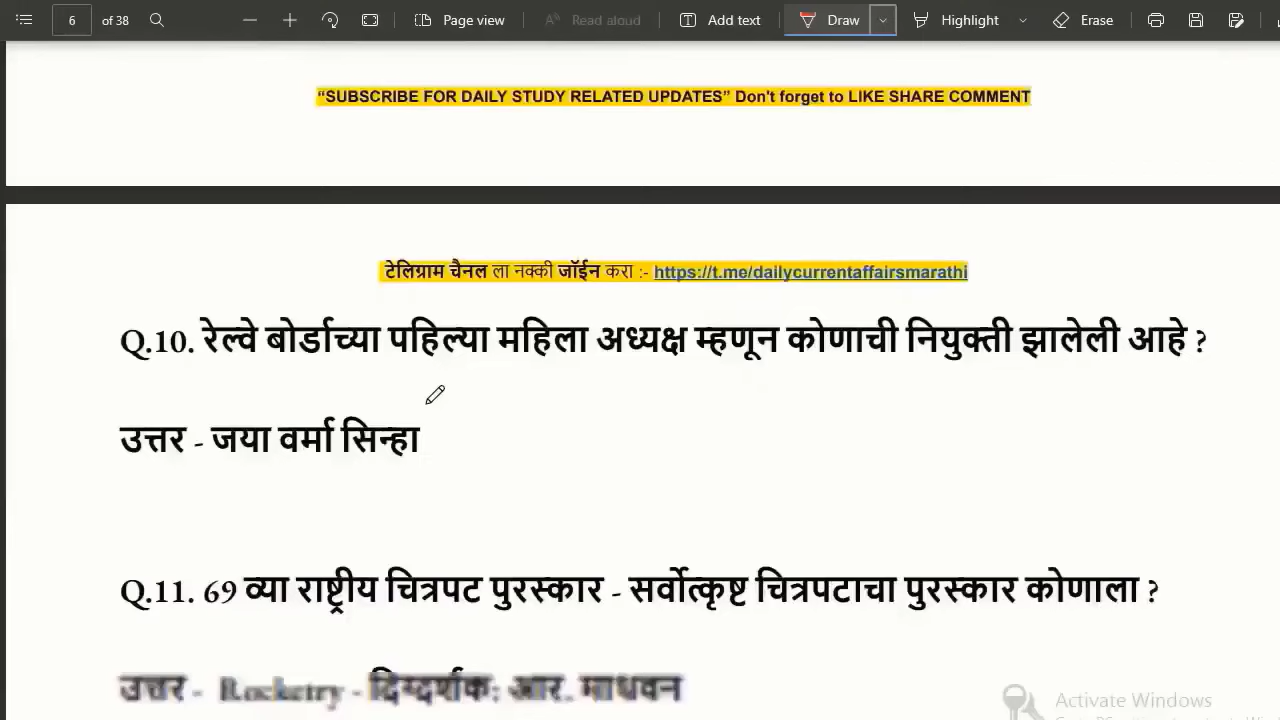 6 of 38 Page view Read aloud Add text Draw Highlight Erase
“SUBSCRIBE FOR DAILY STUDY RELATED UPDATES” Don't forget to LIKE SHARE COMMENT
टेलिग्राम चैनल ला नक्की जॉईन करा :- https://t.me/dailycurrentaffairsmarathi
Q.10. रेल्वे बोर्डाच्या पहिल्या महिला अध्यक्ष म्हणून कोणाची नियुक्ती झालेली आहे ?
उत्तर - जया वर्मा सिन्हा
Q.11. 69 व्या राष्ट्रीय चित्रपट पुरस्कार - सर्वोत्कृष्ट चित्रपटाचा पुरस्कार कोणाला ?
उत्तर - Rocketry - दिग्दर्शक: आर. माधवन
Activate Windows